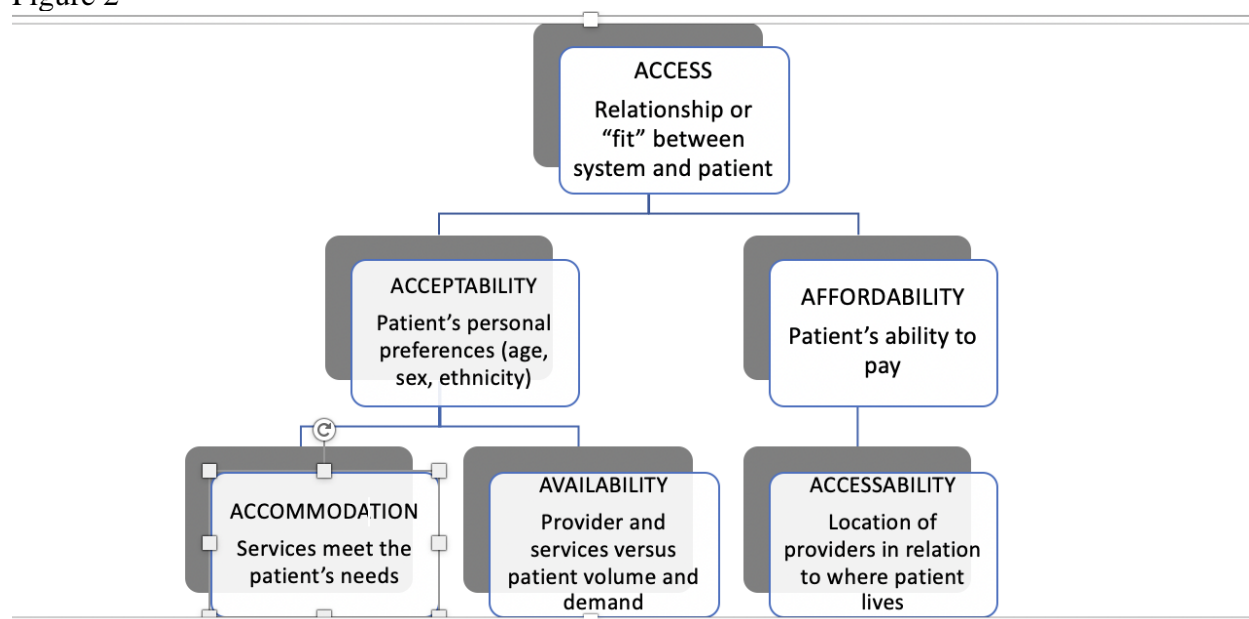 Figure 2
ACCESS
Relationship or
“fit” between
system and patient
ACCEPTABILITY
Patient’s personal
preferences (age,
sex, ethnicity)
AFFORDABILITY
Patient’s ability to
pay
ACCOMMODATION
Services meet the
patient’s needs
AVAILABILITY
Provider and
services versus
patient volume and
demand
ACCESSABILITY
Location of
providers in relation
to where patient
lives